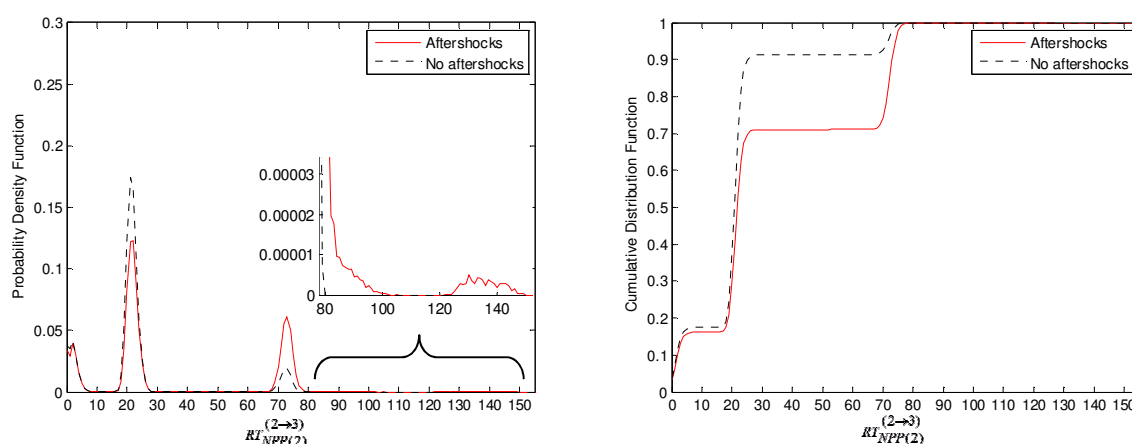 0.3
0.25
0.2
0.15
0.1
0.05
0
Probability Density Function
Aftershocks
No aftershocks
0.00003
0.00002
0.00001
0
80 100 120 140
0 10 20 30 40 50 60 70 80 90 100 110 120 130 140 150
RT_{NPP(2)}^{(2→3)}
1
0.9
0.8
0.7
0.6
0.5
0.4
0.3
0.2
0.1
0
Cumulative Distribution Function
Aftershocks
No aftershocks
0 10 20 30 40 50 60 70 80 90 100 110 120 130 140 150
RT_{NPP(2)}^{(2→3)}